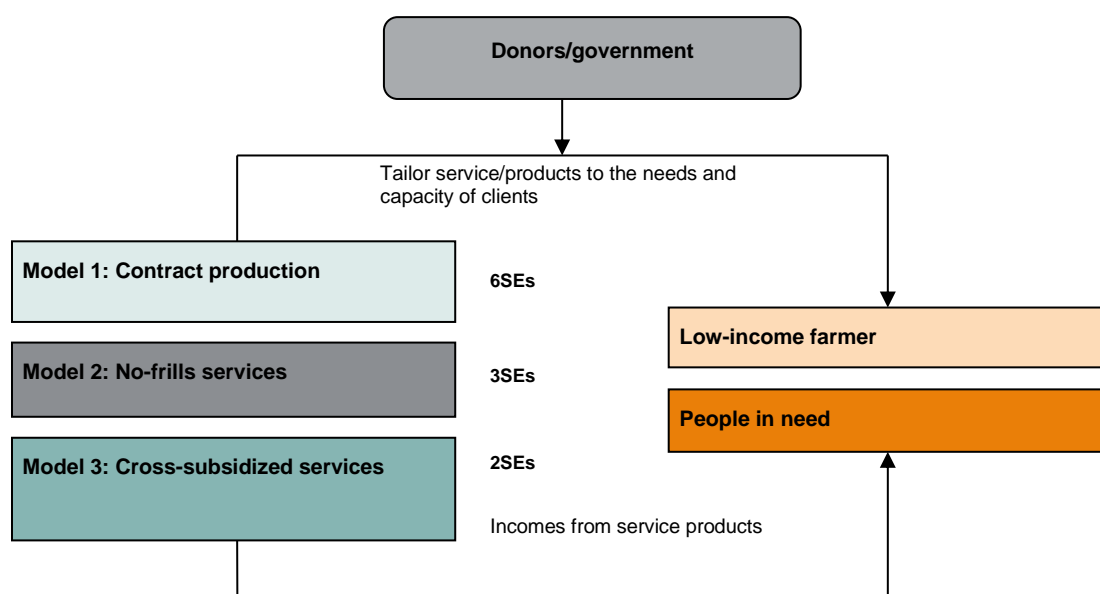 Donors/government
Tailor service/products to the needs and
capacity of clients
Model 1: Contract production
6SEs
Low-income farmer
Model 2: No-frills services
3SEs
People in need
Model 3: Cross-subsidized services
2SEs
Incomes from service products